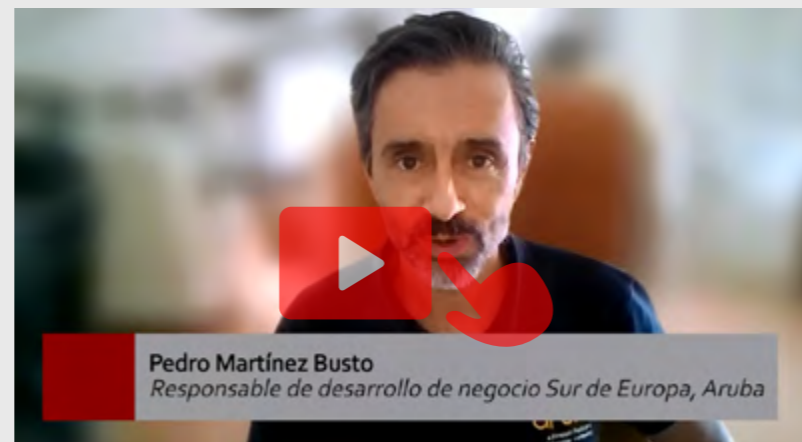 Pedro Martínez Busto
Responsable de desarrollo de negocio Sur de Europa, Aruba